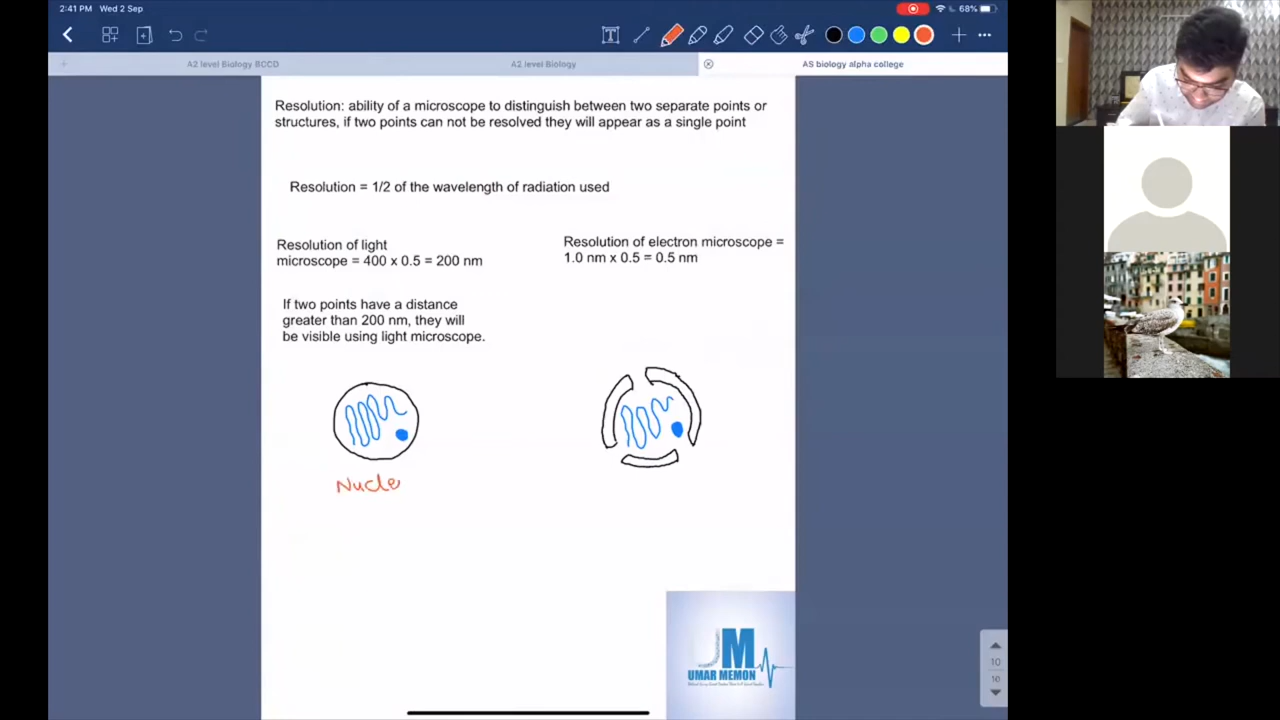 2:41 PM Wed 2 Sep
68%
A2 level Biology BCCD
A2 level Biology
AS biology alpha college
Resolution: ability of a microscope to distinguish between two separate points or
structures, if two points can not be resolved they will appear as a single point
Resolution = 1/2 of the wavelength of radiation used
Resolution of light
microscope = 400 x 0.5 = 200 nm
Resolution of electron microscope =
1.0 nm x 0.5 = 0.5 nm
If two points have a distance
greater than 200 nm, they will
be visible using light microscope.
Nucle
10
10
M
UMAR MEMON